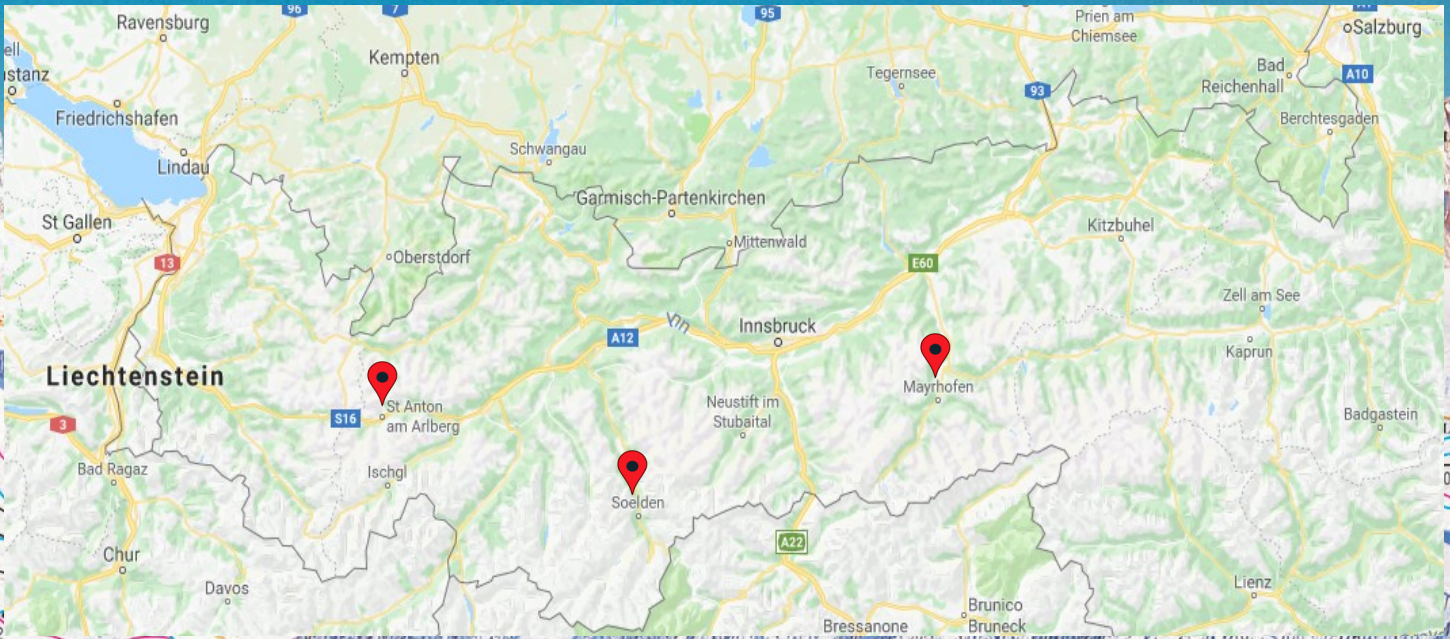 96
7
95
Ravensburg
Prien am
Chiemsee
Salzburg
Kempten
Tegernsee
Bad
Reichenhall
A10
93
Friedrichshafen
Berchtesgaden
Schwangau
Lindau
Garmisch-Partenkirchen
St Gallen
Kitzbuhel
Mittenwald
Oberstdorf
13
E60
Zell am See
Inn
Innsbruck
A12
Kaprun
Liechtenstein
Mayrhofen
St Anton
am Arlberg
S16
Neustift im
Stubaital
Badgastein
3
Bad Ragaz
Ischgl
Soelden
A22
Chur
Davos
Lienz
Brunico
Bruneck
Bressanone